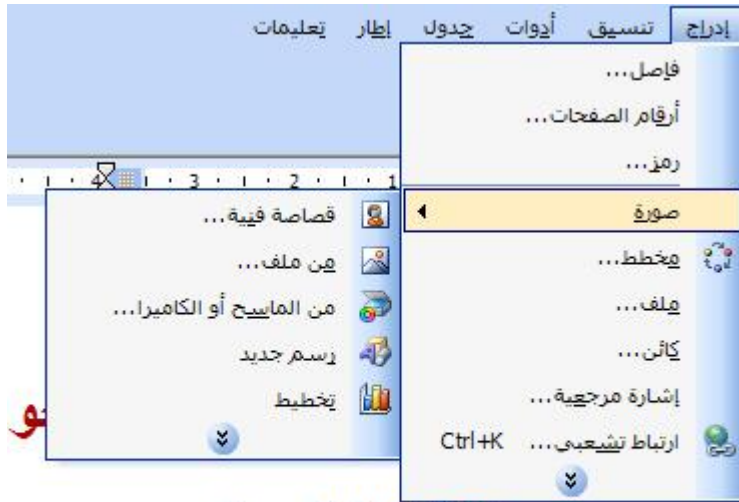 إدراج تنسيق أدوات جدول إطار تعليمات
فاصل...
أرقام الصفحات...
رمز...
صورة
مخطط...
ملف...
كائن...
إشارة مرجعية...
ارتباط تشعبي... Ctrl+K
4 3 2 1
قصاصة فنية...
من ملف...
من الماسح أو الكاميرا...
رسم جديد
تخطيط